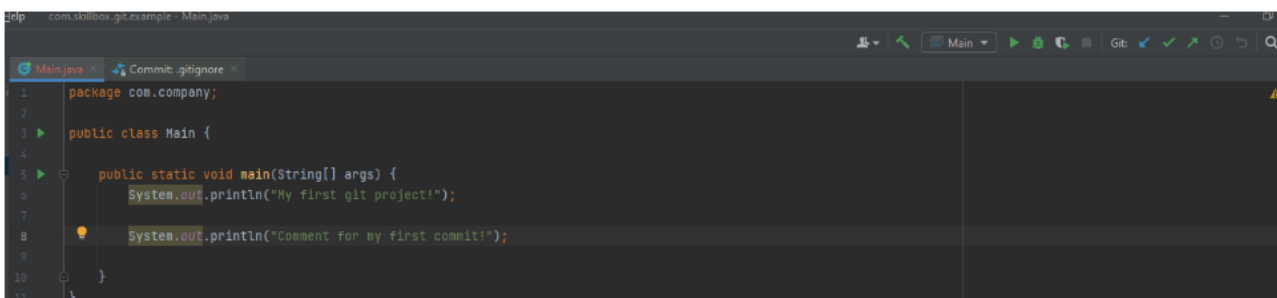 Help com.skillbox.git.example - Main.java
Main Git:
Main.java Commit: .gitignore
1 package com.company;
2
3 public class Main {
4
5 public static void main(String[] args) {
6 System.out.println("My first git project!");
7
8 System.out.println("Comment for my first commit!");
9
10 }
11 }